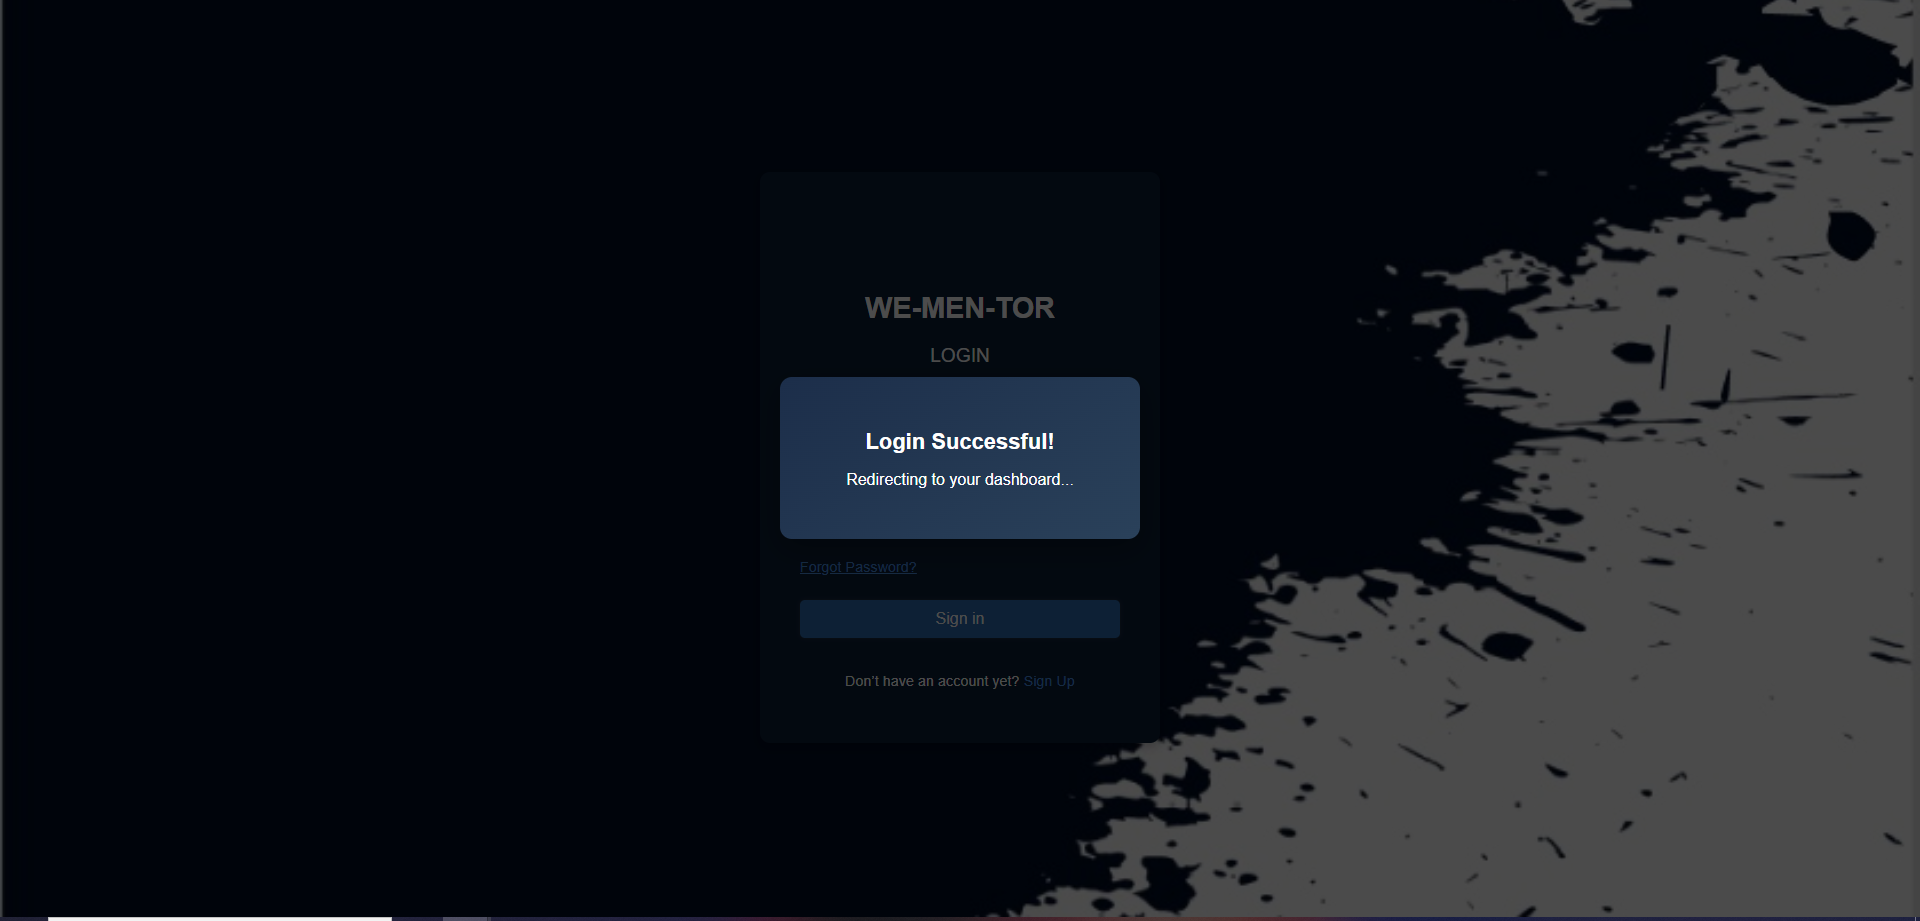 WE-MEN-TOR
LOGIN
Login Successful!
Redirecting to your dashboard...
Forgot Password?
Sign in
Don't have an account yet? Sign Up